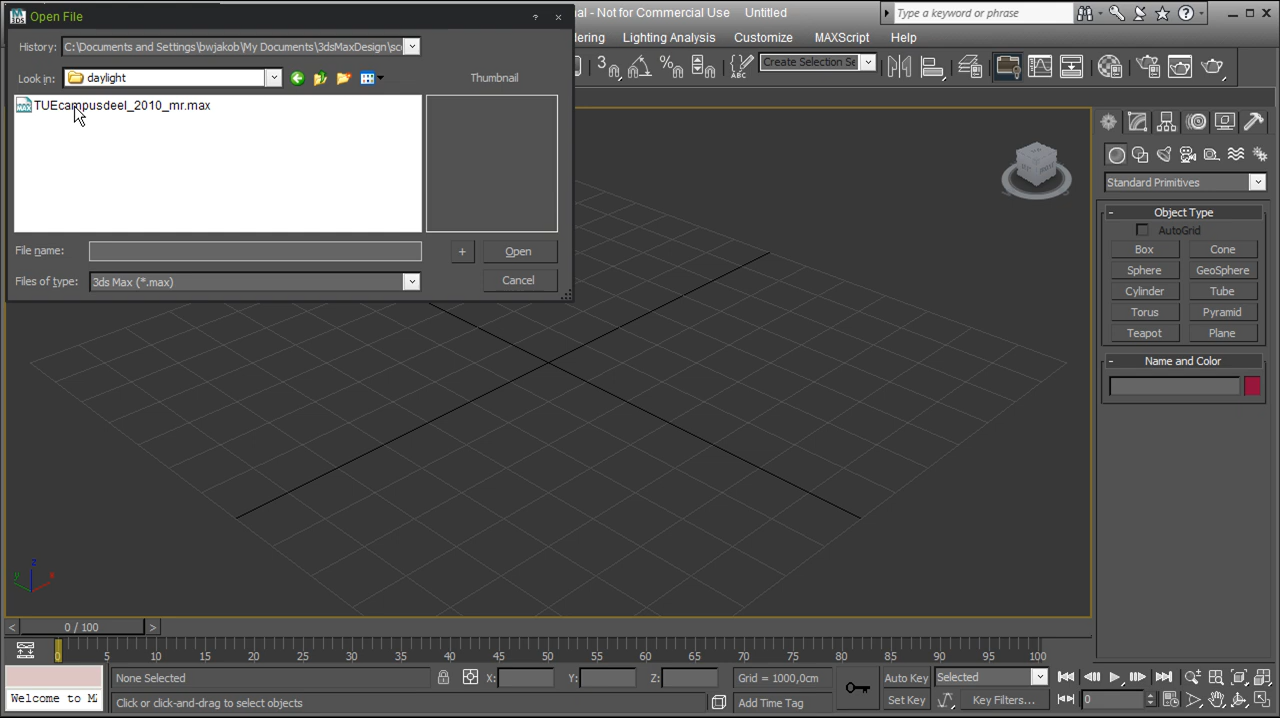 Open File
?
al - Not for Commercial Use Untitled
Type a keyword or phrase
History: C:\Documents and Settings\bwjakob\My Documents\3dsMaxDesign\sc
Look in: daylight
Thumbnail
TUEcampusdeel_2010_mr.max
File name:
+ Open
Files of type: 3ds Max (*.max)
Cancel
dering Lighting Analysis Customize MAXScript Help
3 % ABC Create Selection Se
Standard Primitives
- Object Type
AutoGrid
Box Cone
Sphere GeoSphere
Cylinder Tube
Torus Pyramid
Teapot Plane
- Name and Color
z
y x
< 0 / 100 >
0 5 10 15 20 25 30 35 40 45 50 55 60 65 70 75 80 85 90 95 100
None Selected X: Y: Z: Grid = 1000,0cm Auto Key Selected
Welcome to M Click or click-and-drag to select objects Add Time Tag Set Key Key Filters... 0